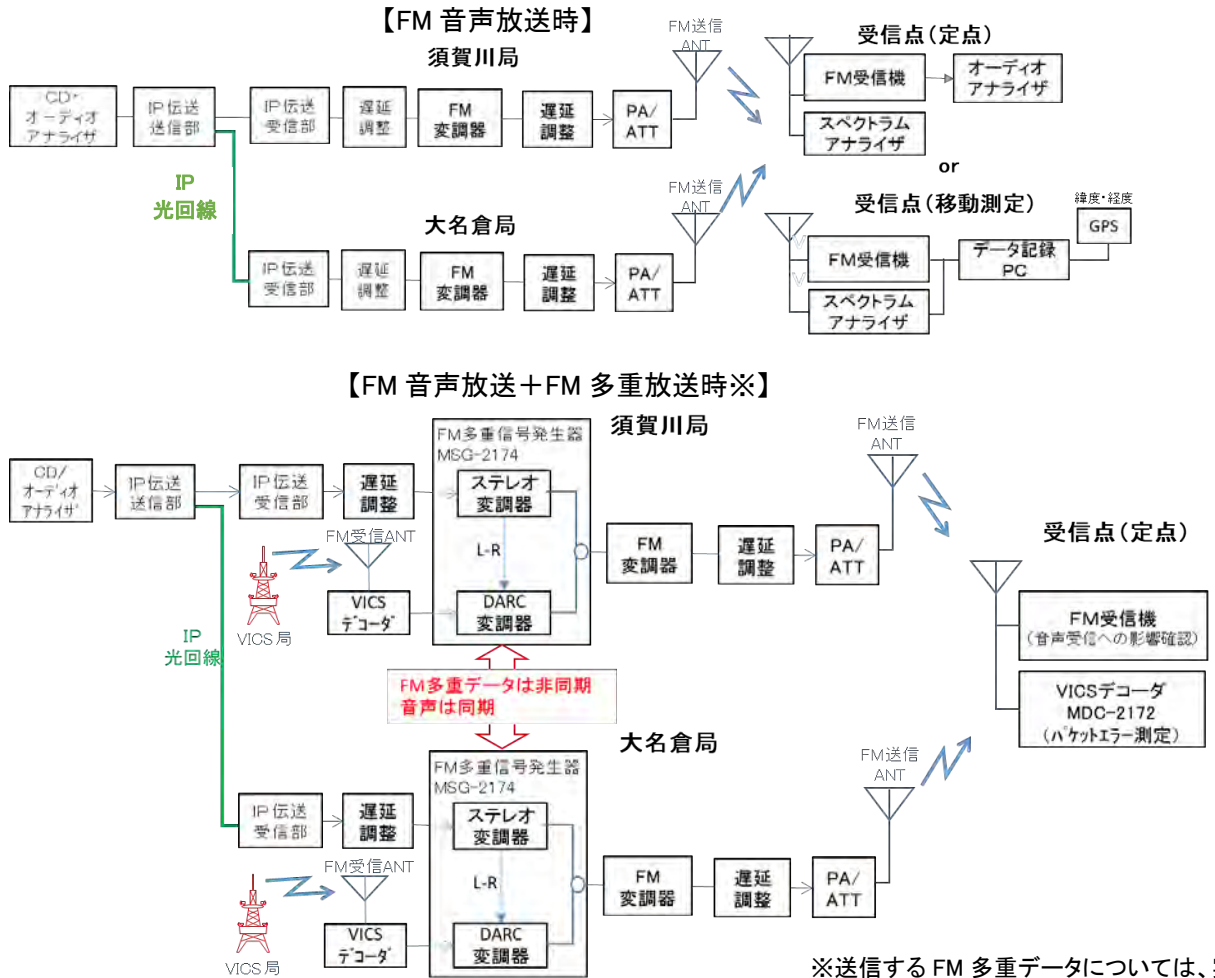 【FM 音声放送時】
須賀川局
FM送信
ANT
受信点(定点)
CD・
オーディオ
アナライザ
IP伝送
送信部
IP伝送
受信部
遅延
調整
FM
変調器
遅延
調整
PA/
ATT
FM受信機
オーディオ
アナライザ
スペクトラム
アナライザ
or
IP
光回線
大名倉局
FM送信
ANT
受信点(移動測定)
緯度・経度
GPS
IP伝送
受信部
遅延
調整
FM
変調器
遅延
調整
PA/
ATT
FM受信機
データ記録
PC
スペクトラム
アナライザ
【FM 音声放送+FM 多重放送時※】
須賀川局
FM送信
ANT
CD/
オーディオ
アナライザ
IP伝送
送信部
IP伝送
受信部
遅延
調整
FM多重信号発生器
MSG-2174
ステレオ
変調器
L-R
DARC
変調器
FM受信ANT
VICS
デコーダ
VICS局
FM
変調器
遅延
調整
PA/
ATT
受信点(定点)
FM受信機
(音声受信への影響確認)
VICSデコーダ
MDC-2172
(パケットエラー測定)
IP
光回線
FM多重データは非同期
音声は同期
大名倉局
FM送信
ANT
IP伝送
受信部
遅延
調整
FM多重信号発生器
MSG-2174
ステレオ
変調器
L-R
DARC
変調器
FM受信ANT
VICS
デコーダ
VICS局
FM
変調器
遅延
調整
PA/
ATT
※送信する FM 多重データについては、